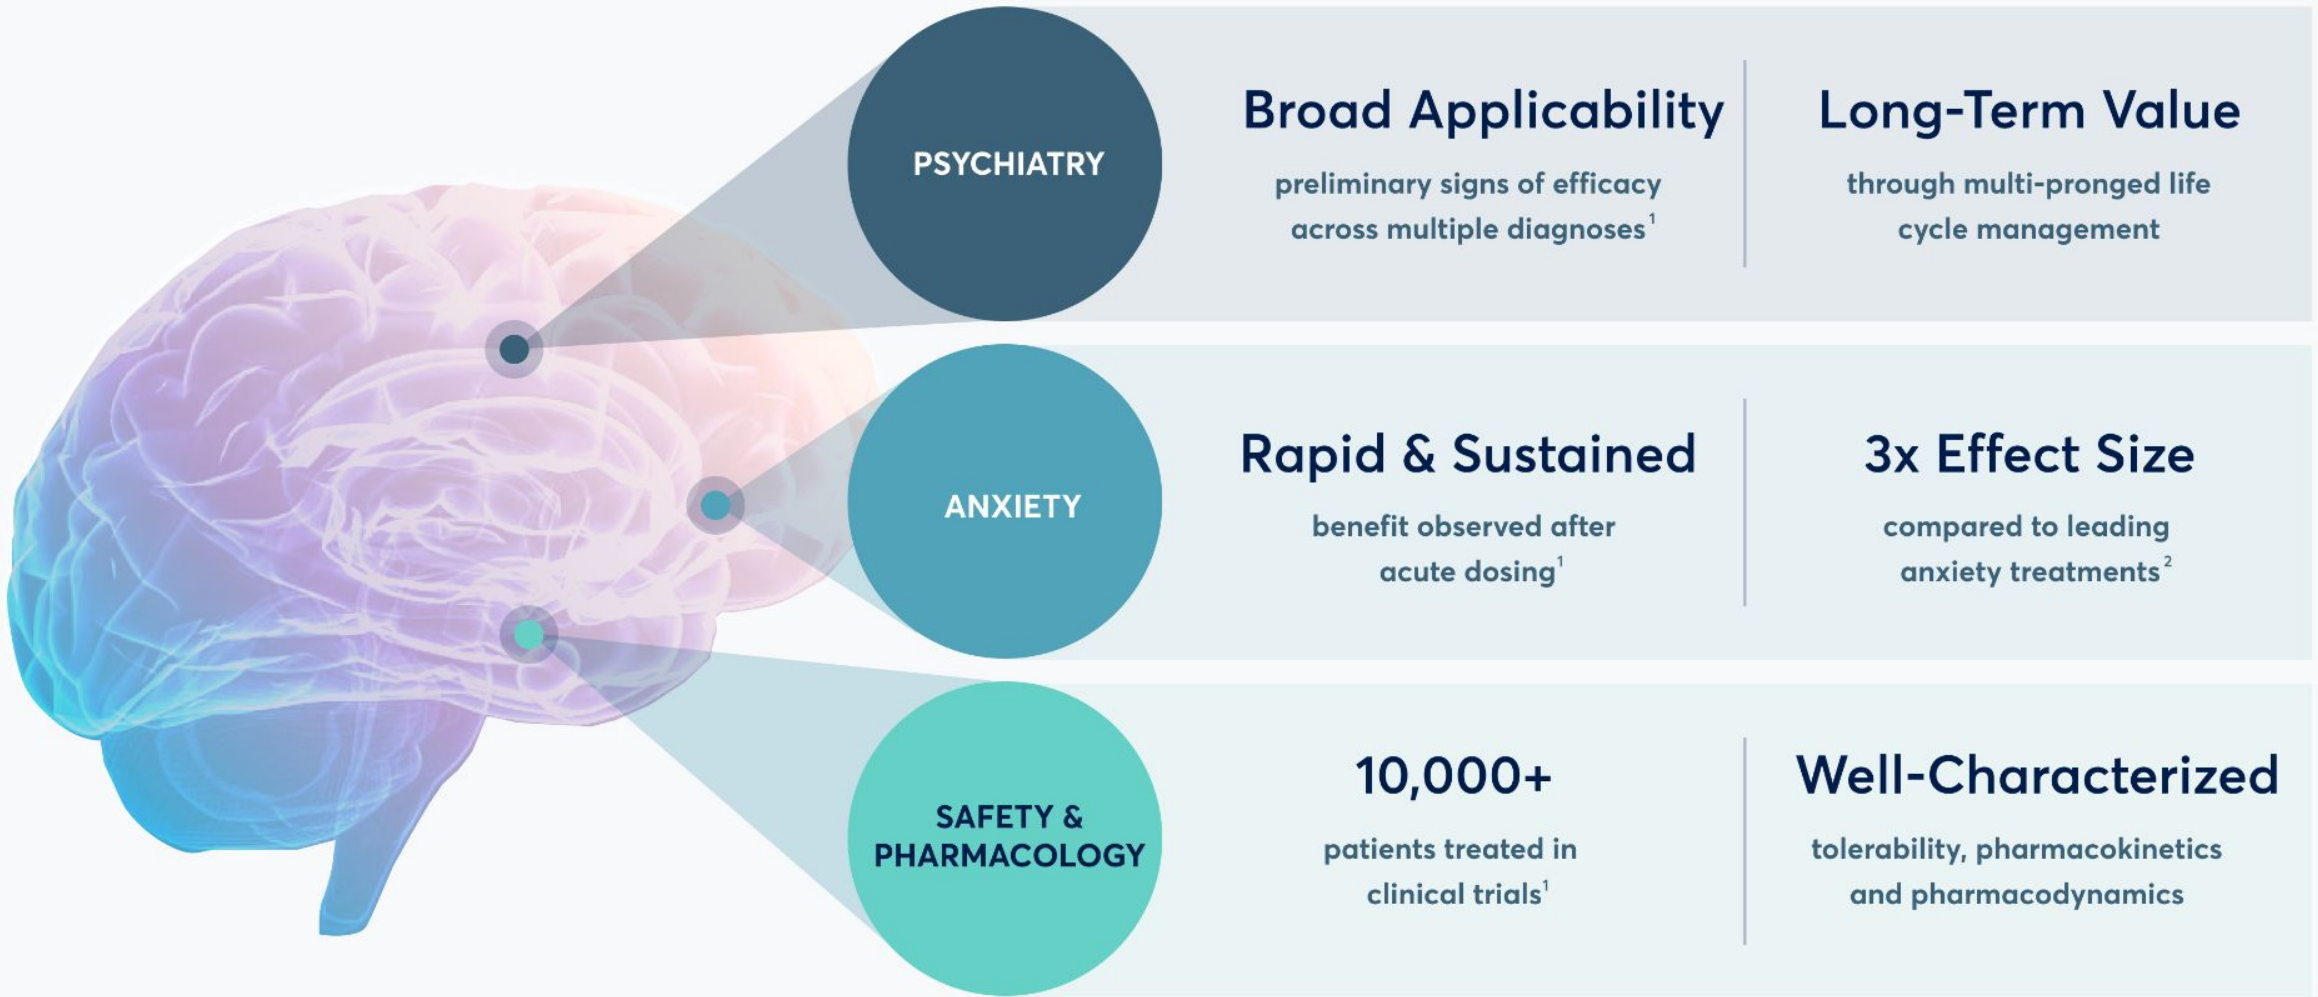 PSYCHIATRY
Broad Applicability
preliminary signs of efficacy
across multiple diagnoses¹
Long-Term Value
through multi-pronged life
cycle management
ANXIETY
Rapid & Sustained
benefit observed after
acute dosing¹
3x Effect Size
compared to leading
anxiety treatments²
SAFETY &
PHARMACOLOGY
10,000+
patients treated in
clinical trials¹
Well-Characterized
tolerability, pharmacokinetics
and pharmacodynamics